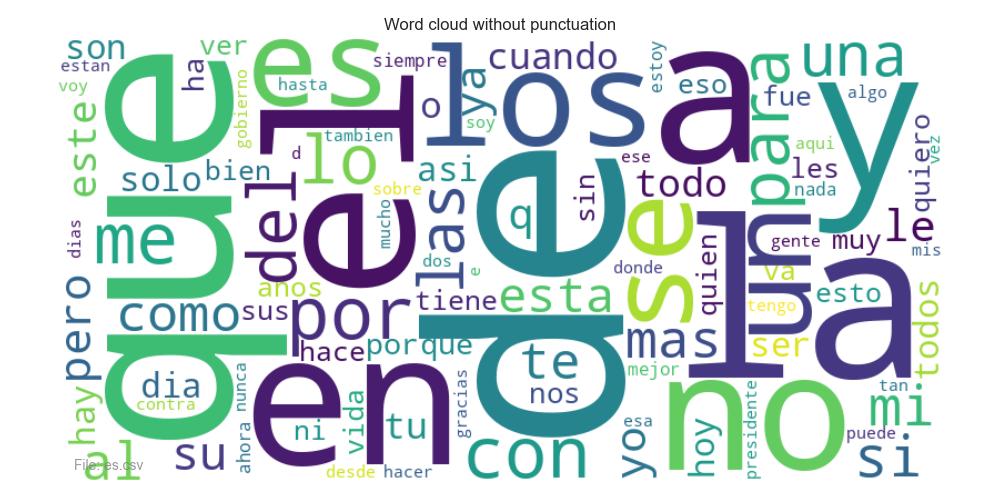 Word cloud without punctuation
son
ver
es
siempre
cuando
una
estan
voy
ha
gobierno
hasta
el
o
ya
los
estoy
eso
a
para
fue
algo
y
este
que
del
d
tambien
lo
soy
asi
ese
les
aqui
nada
quiero
vez
solo
bien
sobre
mucho
e
las
de
q
sin
todo
se
un
la
gente
muy
le
mis
dias
me
años
dos
e
donde
quien
va
pero
como
sus
por
tiene
esta
tengo
esto
todos
hace
porque
te
mas
ser
dia
nunca
en
nos
mejor
no
tan
mi
hay
contra
vida
tu
gracias
con
yo
esa
hoy
presidente
puede
si
al
su
ahora
ni
desde
hacer
File: es.csv